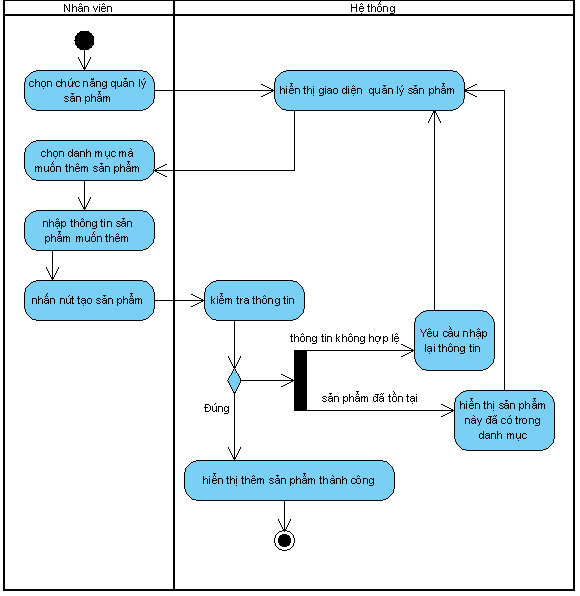 Nhân viên
Hệ thống
chọn chức năng quản lý
sản phẩm
hiển thị giao diện quản lý sản phẩm
chọn danh mục mà
muốn thêm sản phẩm
nhập thông tin sản
phẩm muốn thêm
nhấn nút tạo sản phẩm
kiểm tra thông tin
thông tin không hợp lệ
Yêu cầu nhập
lại thông tin
sản phẩm đã tồn tại
Đúng
hiển thị sản phẩm
này đã có trong
danh mục
hiển thị thêm sản phẩm thành công